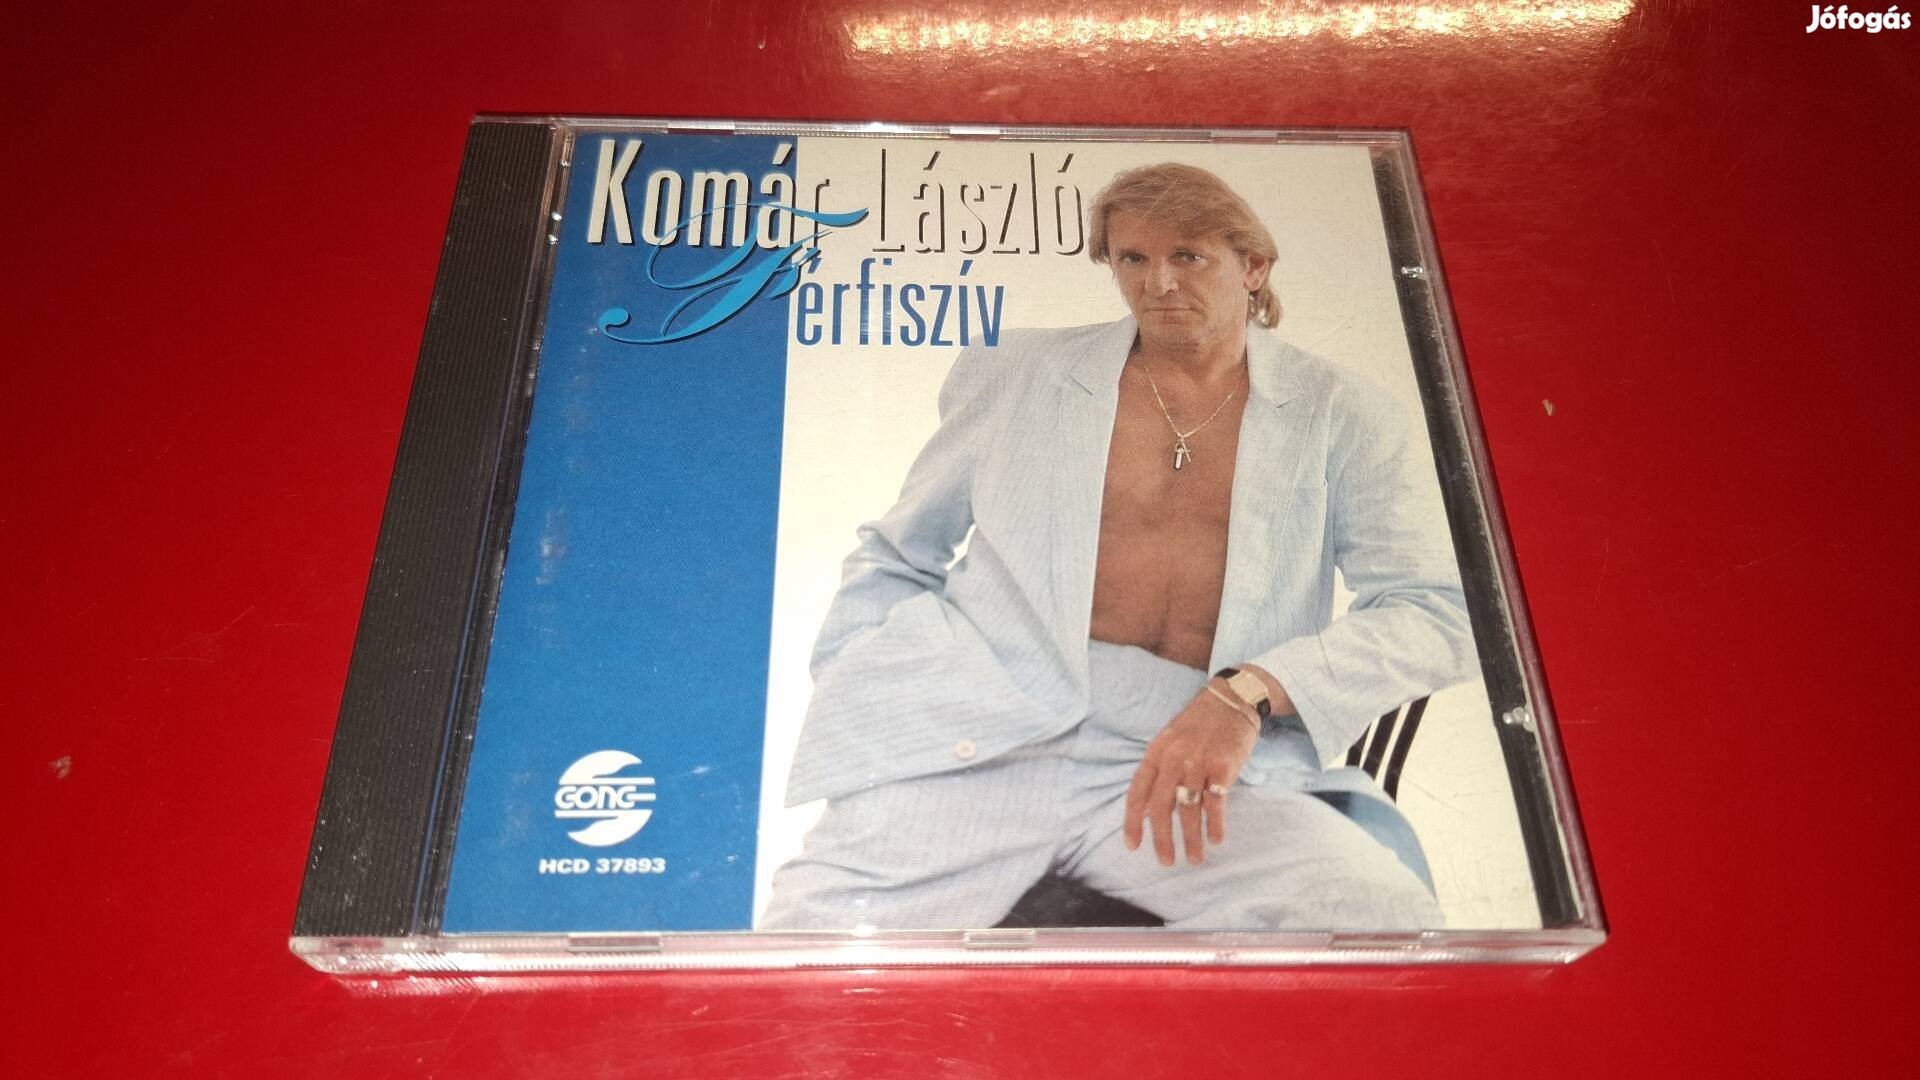 Jófogás
Komár László
Férfiszív
GONG
HCD 37893